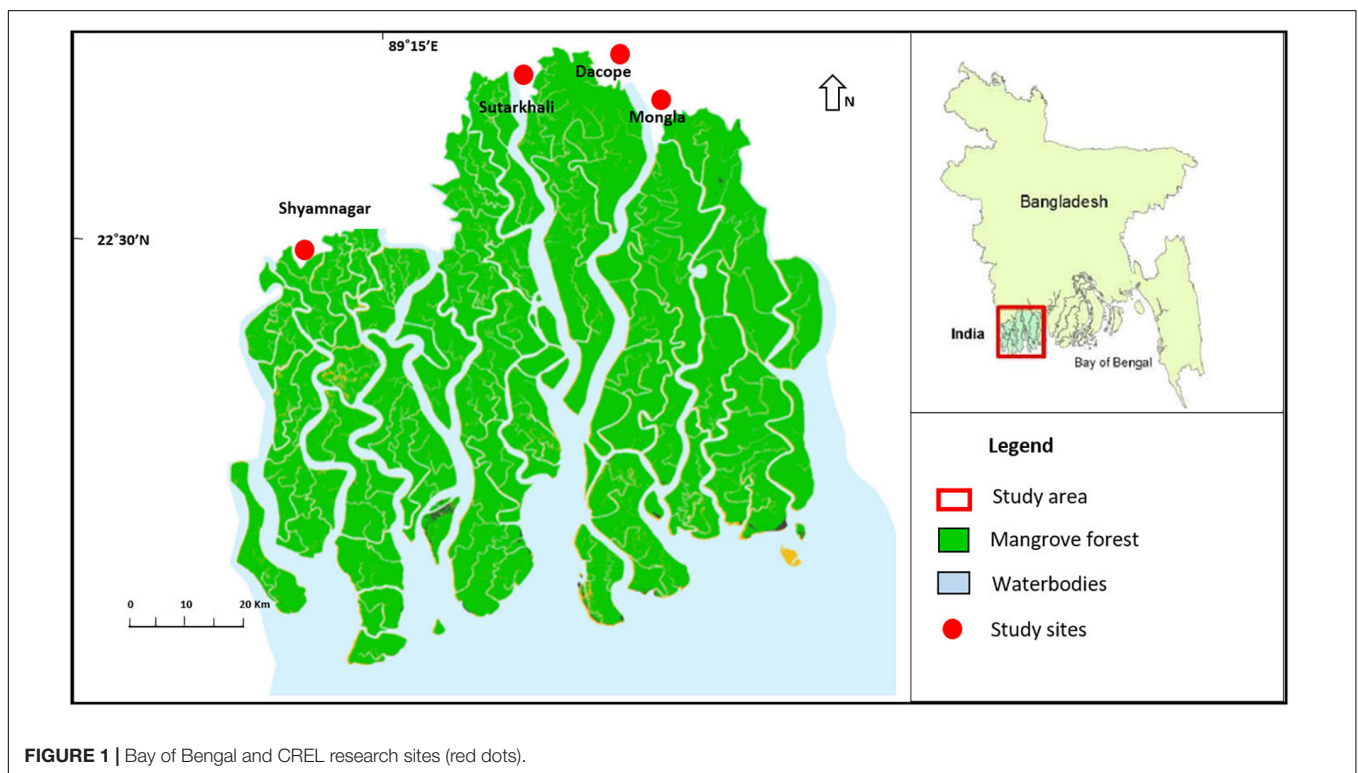 89°15'E
Dacope
Sutarkhali
Mongla
N
Shyamnagar
22°30'N
0 10 20 Km
Bangladesh
India
Bay of Bengal
Legend
Study area
Mangrove forest
Waterbodies
Study sites
FIGURE 1 | Bay of Bengal and CREL research sites (red dots).